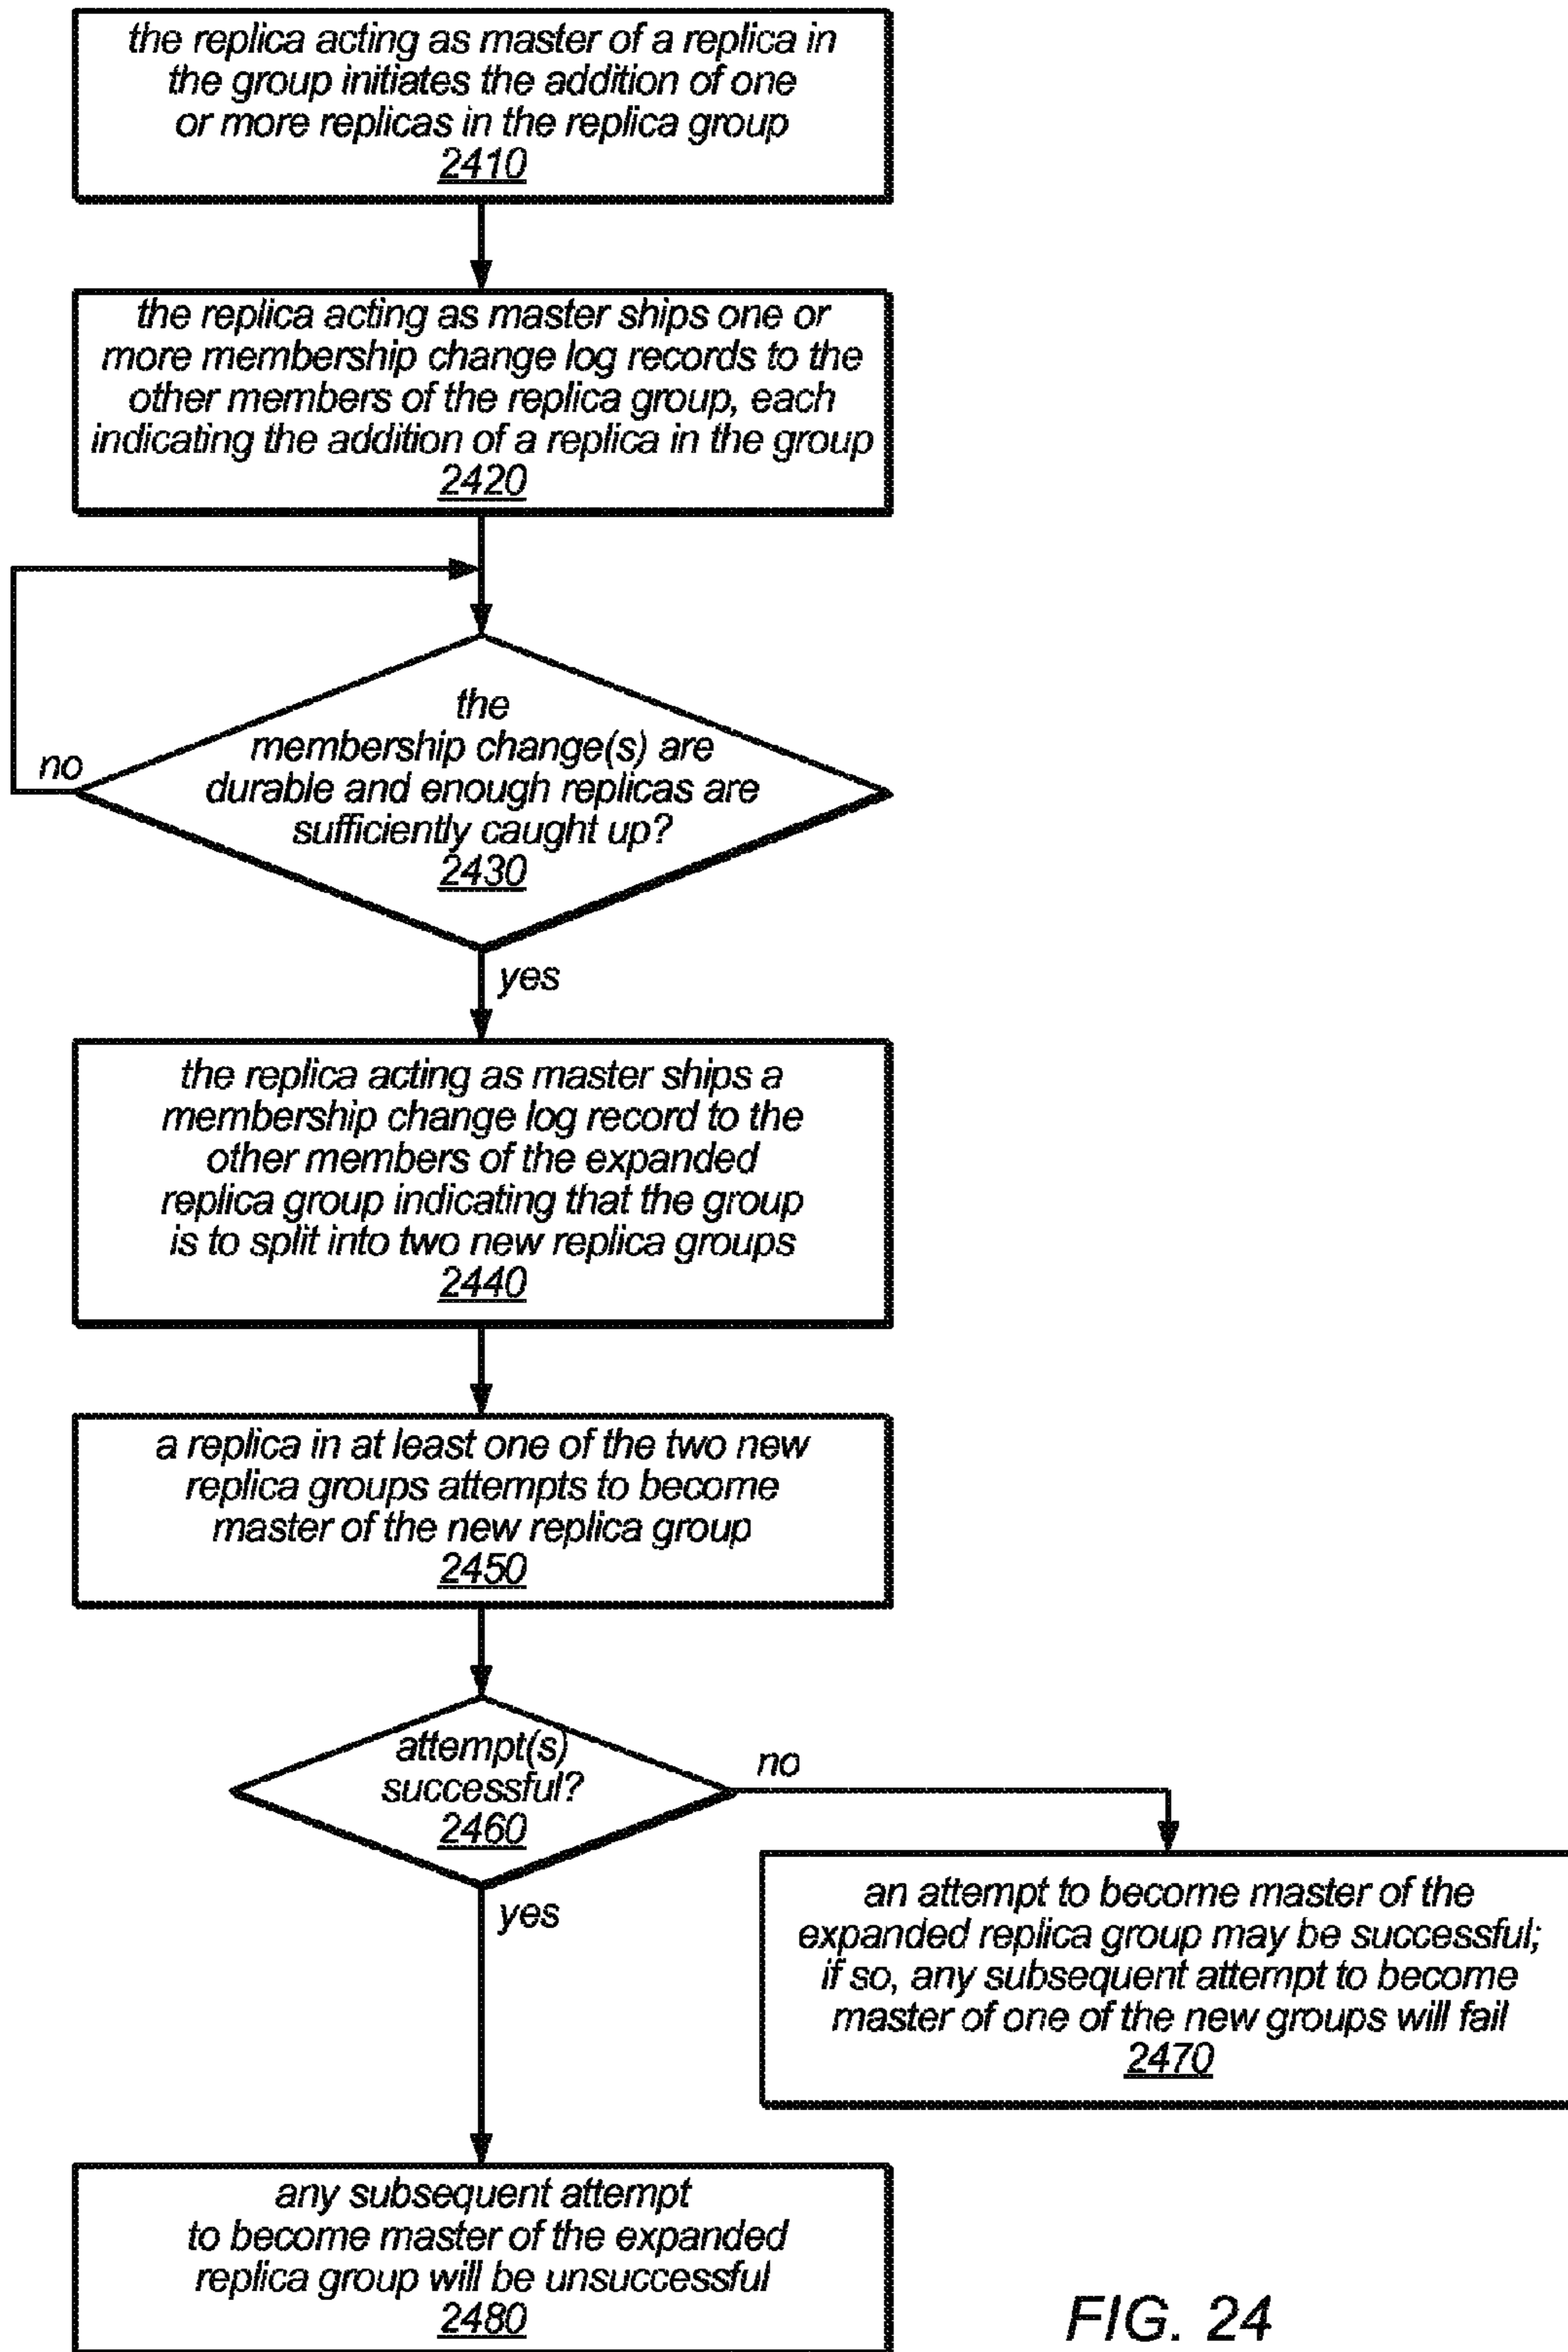 the replica acting as master of a replica in
the group initiates the addition of one
or more replicas in the replica group
2410
the replica acting as master ships one or
more membership change log records to the
other members of the replica group, each
indicating the addition of a replica in the group
2420
the
membership change(s) are
durable and enough replicas are
sufficiently caught up?
2430
no
yes
the replica acting as master ships a
membership change log record to the
other members of the expanded
replica group indicating that the group
is to split into two new replica groups
2440
a replica in at least one of the two new
replica groups attempts to become
master of the new replica group
2450
attempt(s)
successful?
2460
no
yes
an attempt to become master of the
expanded replica group may be successful;
if so, any subsequent attempt to become
master of one of the new groups will fail
2470
any subsequent attempt
to become master of the expanded
replica group will be unsuccessful
2480
FIG. 24